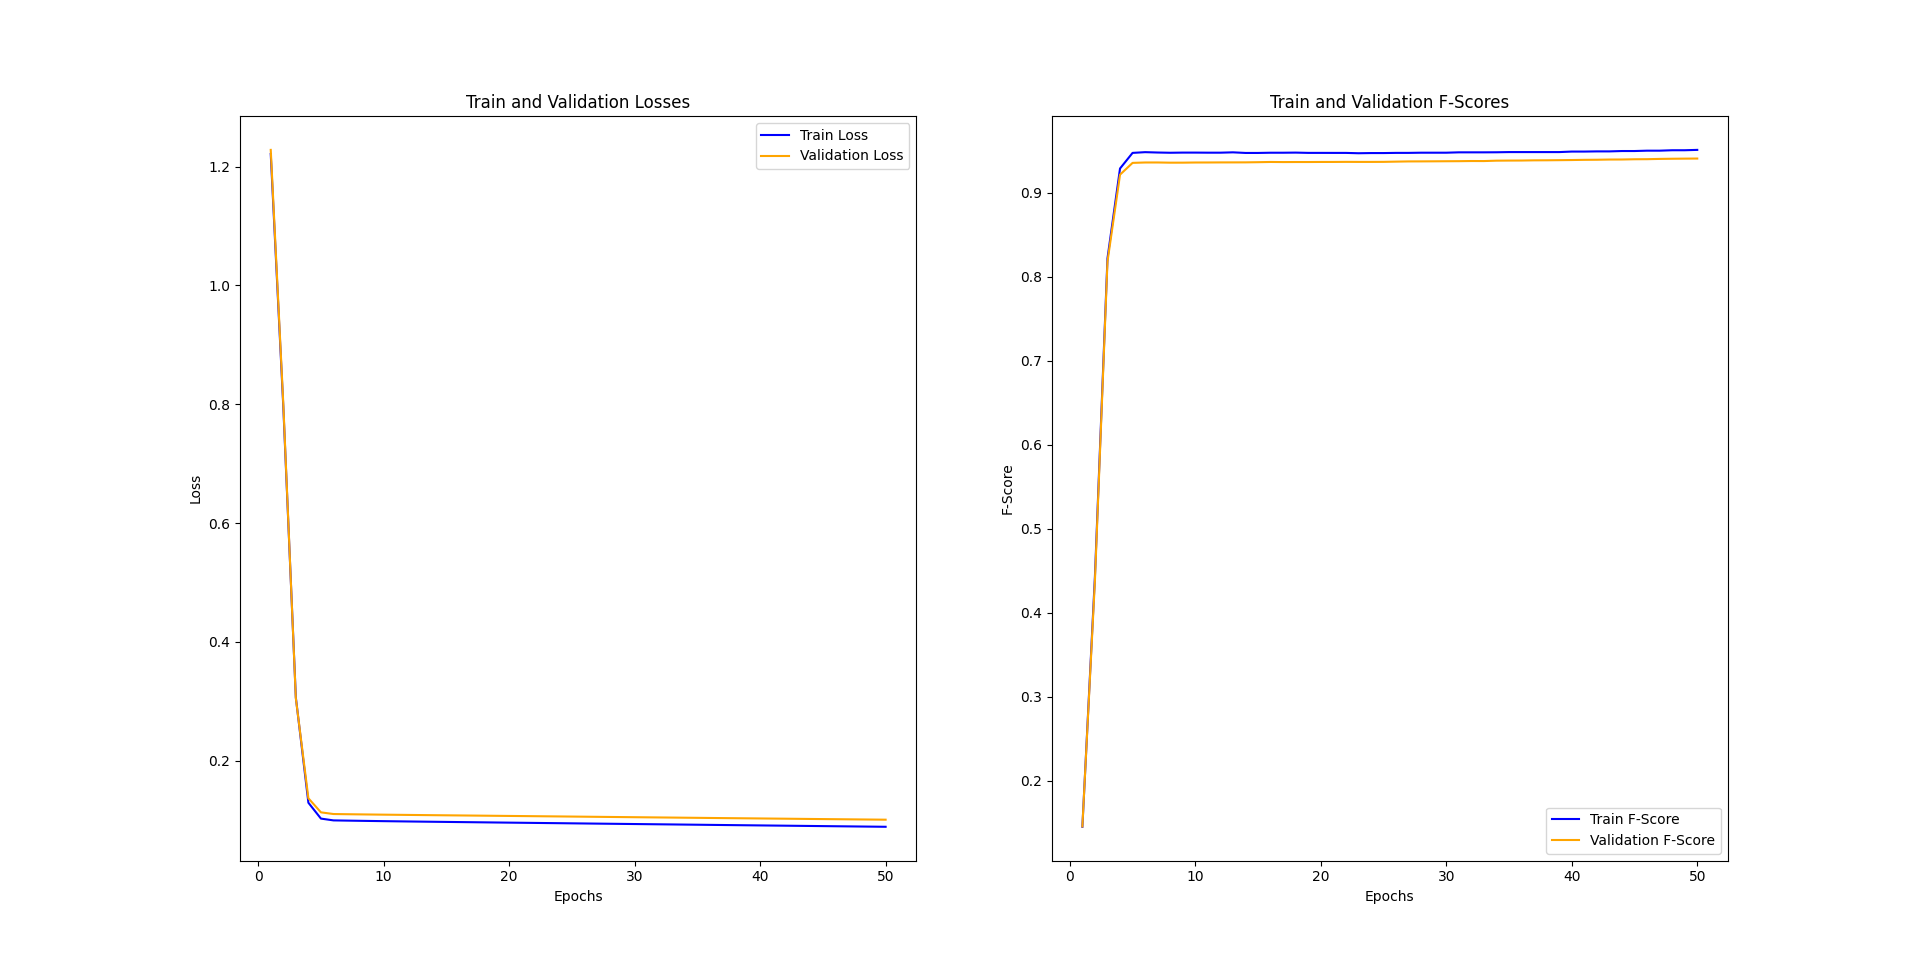 Train and Validation Losses
Train Loss
Validation Loss
1.2
1.0
0.8
0.6
0.4
0.2
Loss
0 10 20 30 40 50
Epochs
Train and Validation F-Scores
0.9
0.8
0.7
0.6
0.5
0.4
0.3
0.2
F-Score
Train F-Score
Validation F-Score
0 10 20 30 40 50
Epochs